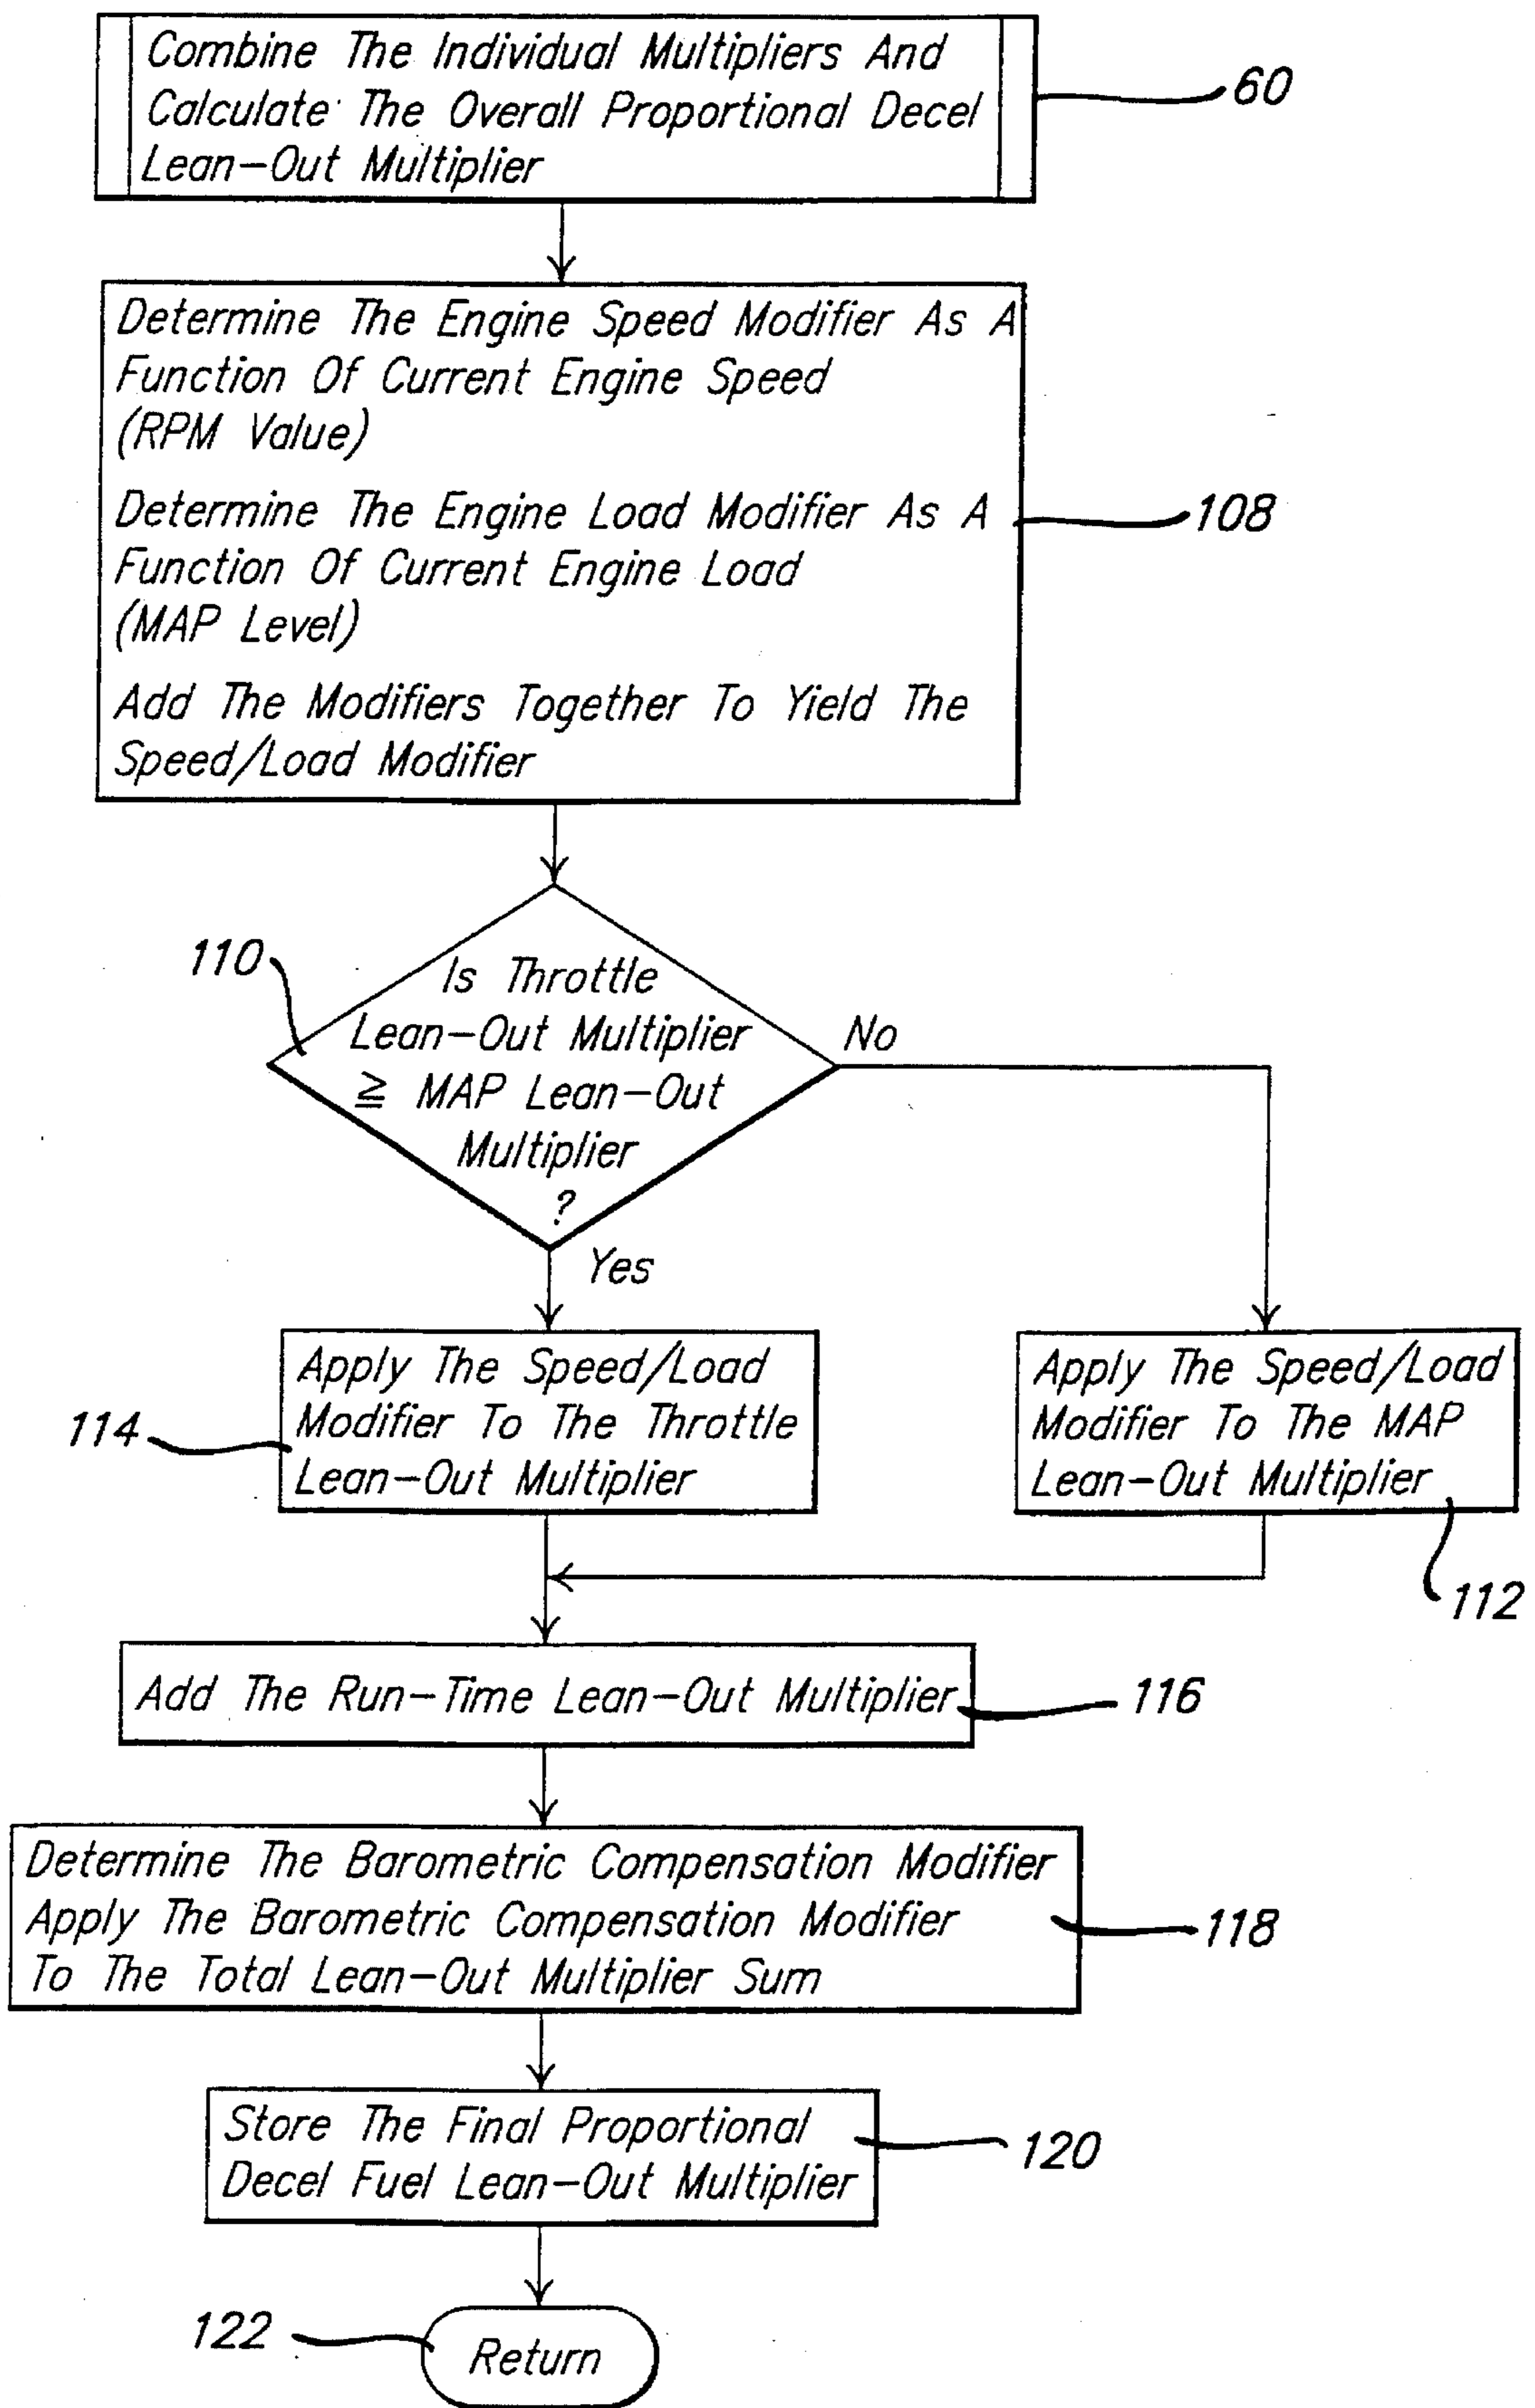 Combine The Individual Multipliers And
Calculate The Overall Proportional Decel
Lean-Out Multiplier
60
Determine The Engine Speed Modifier As A
Function Of Current Engine Speed
(RPM Value)
Determine The Engine Load Modifier As A
Function Of Current Engine Load
(MAP Level)
Add The Modifiers Together To Yield The
Speed/Load Modifier
108
110
Is Throttle
Lean-Out Multiplier
≧ MAP Lean-Out
Multiplier
?
No
Yes
Apply The Speed/Load
Modifier To The Throttle
Lean-Out Multiplier
114
Apply The Speed/Load
Modifier To The MAP
Lean-Out Multiplier
112
Add The Run-Time Lean-Out Multiplier
116
Determine The Barometric Compensation Modifier
Apply The Barometric Compensation Modifier
To The Total Lean-Out Multiplier Sum
118
Store The Final Proportional
Decel Fuel Lean-Out Multiplier
120
122
Return